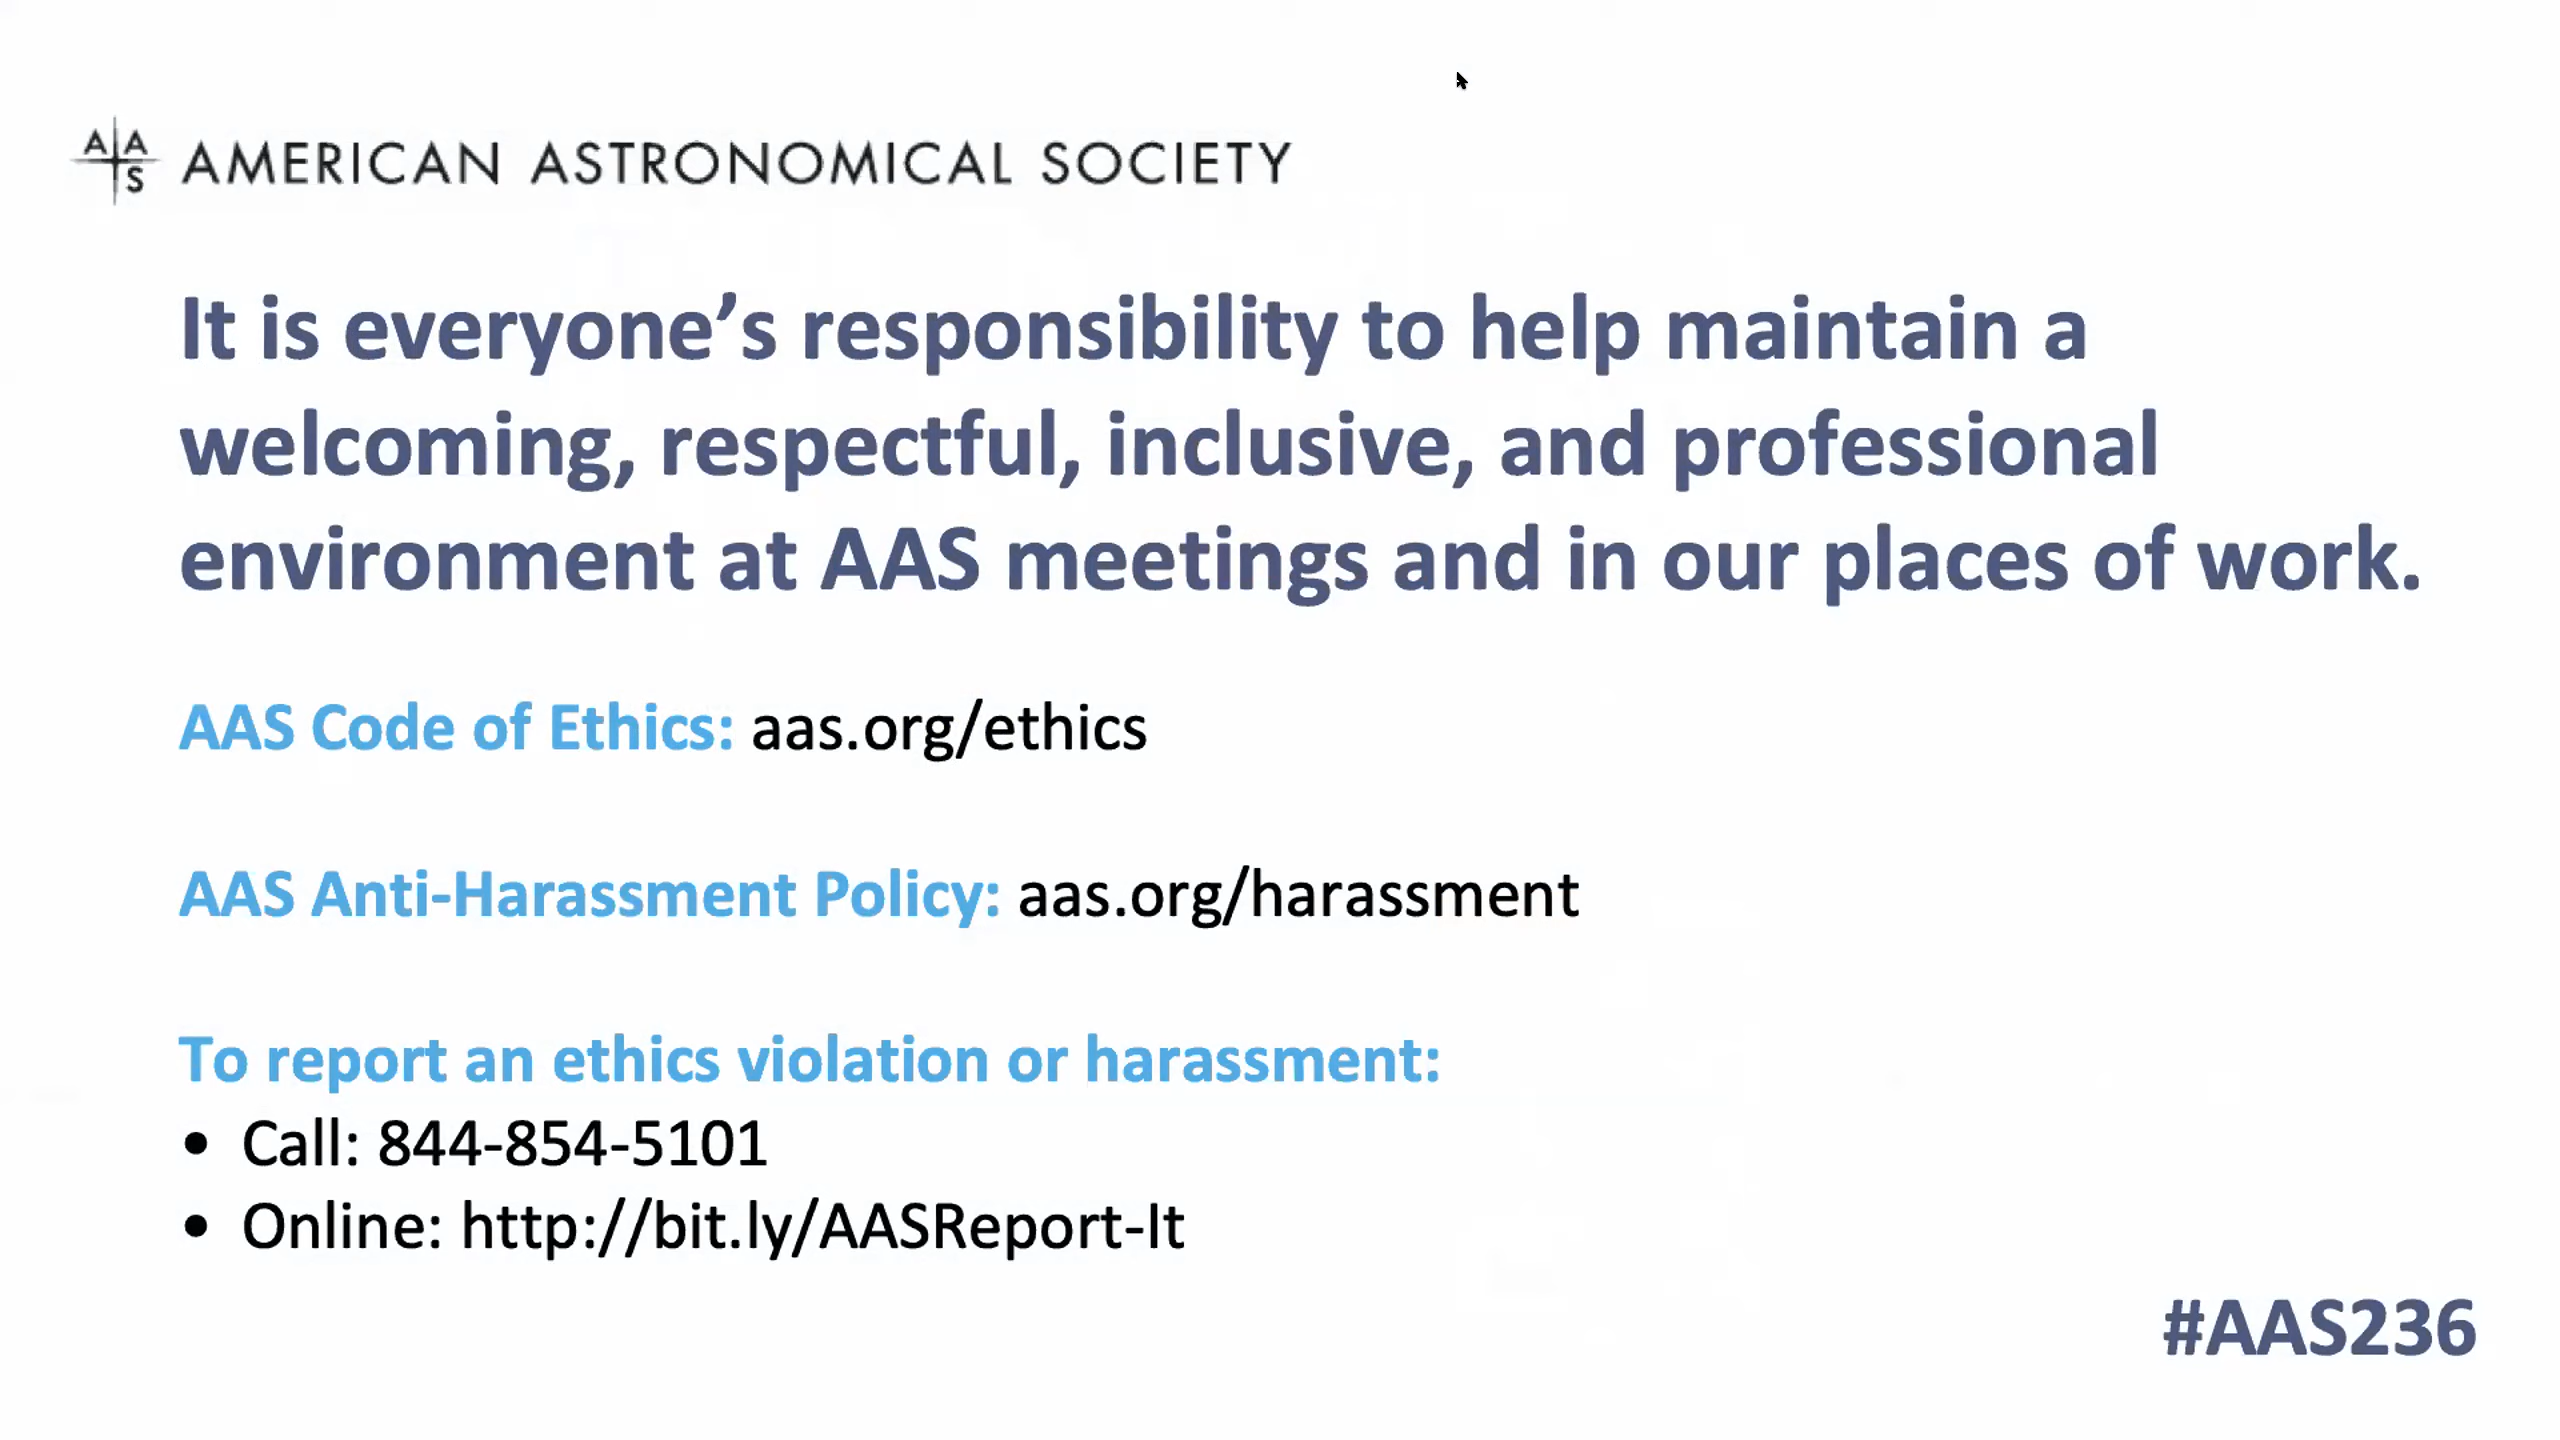 AAS AMERICAN ASTRONOMICAL SOCIETY
It is everyone’s responsibility to help maintain a
welcoming, respectful, inclusive, and professional
environment at AAS meetings and in our places of work.
AAS Code of Ethics: aas.org/ethics
AAS Anti-Harassment Policy: aas.org/harassment
To report an ethics violation or harassment:
• Call: 844-854-5101
• Online: http://bit.ly/AASReport-It
#AAS236